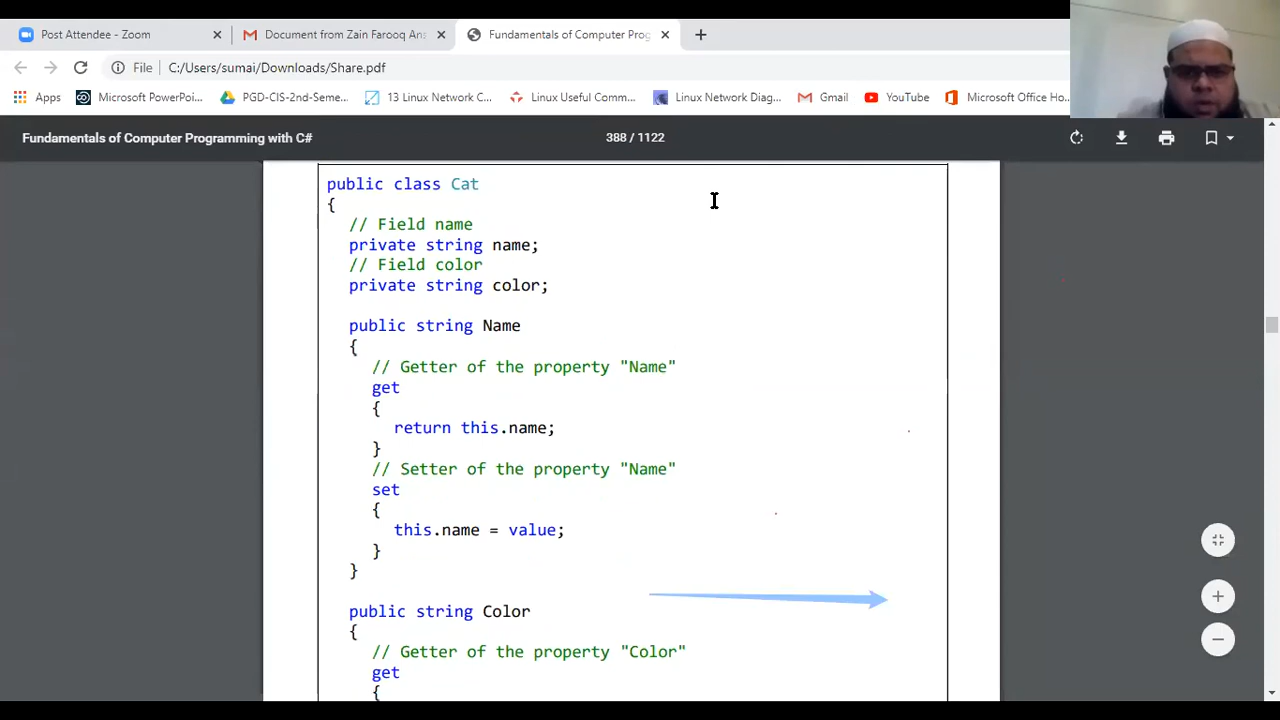 Post Attendee - Zoom
Document from Zain Farooq Ans
Fundamentals of Computer Prog
File
C:/Users/sumai/Downloads/Share.pdf
Apps
Microsoft PowerPoi...
PGD-CIS-2nd-Seme...
13 Linux Network C...
Linux Useful Comm...
Linux Network Diag...
Gmail
YouTube
Microsoft Office Ho...
Fundamentals of Computer Programming with C#
388 / 1122
public class Cat
{
// Field name
private string name;
// Field color
private string color;
public string Name
{
// Getter of the property "Name"
get
{
return this.name;
}
// Setter of the property "Name"
set
{
this.name = value;
}
}
public string Color
{
// Getter of the property "Color"
get
{